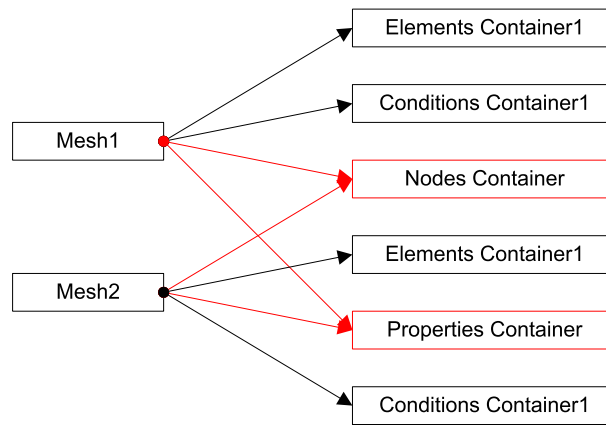 Elements Container1
Conditions Container1
Mesh1
Nodes Container
Elements Container1
Mesh2
Properties Container
Conditions Container1